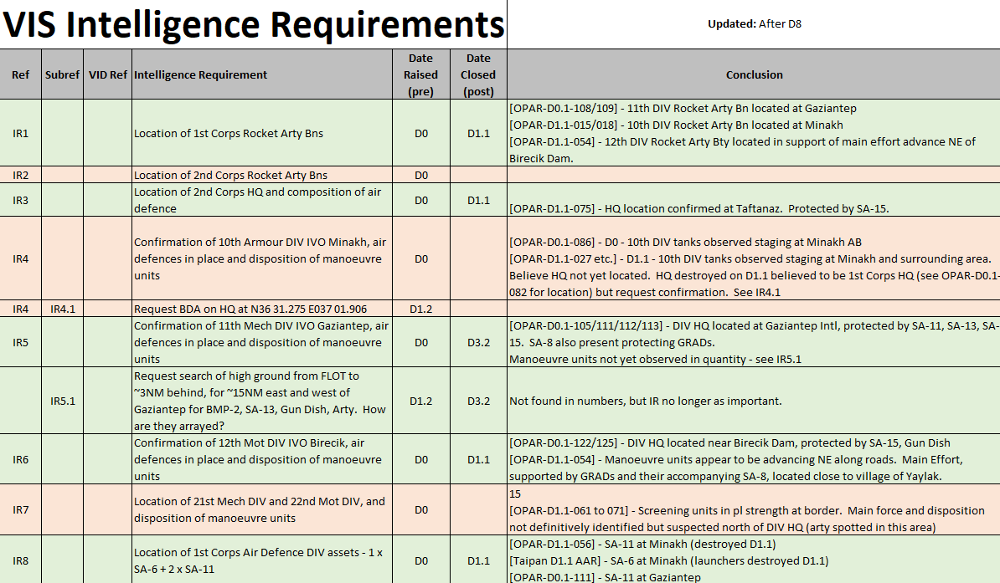 VIS Intelligence Requirements
Updated: After D8
Ref Subref VID Ref Intelligence Requirement Date Raised (pre) Date Closed (post) Conclusion
IR1 Location of 1st Corps Rocket Arty Bns D0 D1.1
[OPAR-D0.1-108/109] - 11th DIV Rocket Arty Bn located at Gaziantep
[OPAR-D1.1-015/018] - 10th DIV Rocket Arty Bn located at Minakh
[OPAR-D1.1-054] - 12th DIV Rocket Arty Bty located in support of main effort advance NE of
Birecik Dam.
IR2 Location of 2nd Corps Rocket Arty Bns D0
IR3 Location of 2nd Corps HQ and composition of air
defence D0 D1.1
[OPAR-D1.1-075] - HQ location confirmed at Taftanaz. Protected by SA-15.
IR4 Confirmation of 10th Armour DIV IVO Minakh, air
defences in place and disposition of manoeuvre
units D0
[OPAR-D0.1-086] - D0 - 10th DIV tanks observed staging at Minakh AB
[OPAR-D1.1-027 etc.] - D1.1 - 10th DIV tanks observed staging at Minakh and surrounding area.
Believe HQ not yet located. HQ destroyed on D1.1 believed to be 1st Corps HQ (see OPAR-D0.1-
082 for location) but request confirmation. See IR4.1
IR4 IR4.1 Request BDA on HQ at N36 31.275 E037 01.906 D1.2
IR5 Confirmation of 11th Mech DIV IVO Gaziantep, air
defences in place and disposition of manoeuvre
units D0 D3.2
[OPAR-D0.1-105/111/112/113] - DIV HQ located at Gaziantep Intl, protected by SA-11, SA-13, SA-
15. SA-8 also present protecting GRADs.
Manoeuvre units not yet observed in quantity - see IR5.1
IR5.1 Request search of high ground from FLOT to
~3NM behind, for ~15NM east and west of
Gaziantep for BMP-2, SA-13, Gun Dish, Arty. How
are they arrayed? D1.2 D3.2
Not found in numbers, but IR no longer as important.
IR6 Confirmation of 12th Mot DIV IVO Birecik, air
defences in place and disposition of manoeuvre
units D0 D1.1
[OPAR-D0.1-122/125] - DIV HQ located near Birecik Dam, protected by SA-15, Gun Dish
[OPAR-D1.1-054] - Manoeuvre units appear to be advancing NE along roads. Main Effort,
supported by GRADs and their accompanying SA-8, located close to village of Yaylak.
IR7 Location of 21st Mech DIV and 22nd Mot DIV, and
disposition of manoeuvre units D0
15
[OPAR-D1.1-061 to 071] - Screening units in pl strength at border. Main force and disposition
not definitively identified but suspected north of DIV HQ (arty spotted in this area)
IR8 Location of 1st Corps Air Defence DIV assets - 1 x
SA-6 + 2 x SA-11 D0 D1.1
[OPAR-D1.1-056] - SA-11 at Minakh (destroyed D1.1)
[Taipan D1.1 AAR] - SA-6 at Minakh (launchers destroyed D1.1)
[OPAR-D0.1-111] - SA-11 at Gaziantep